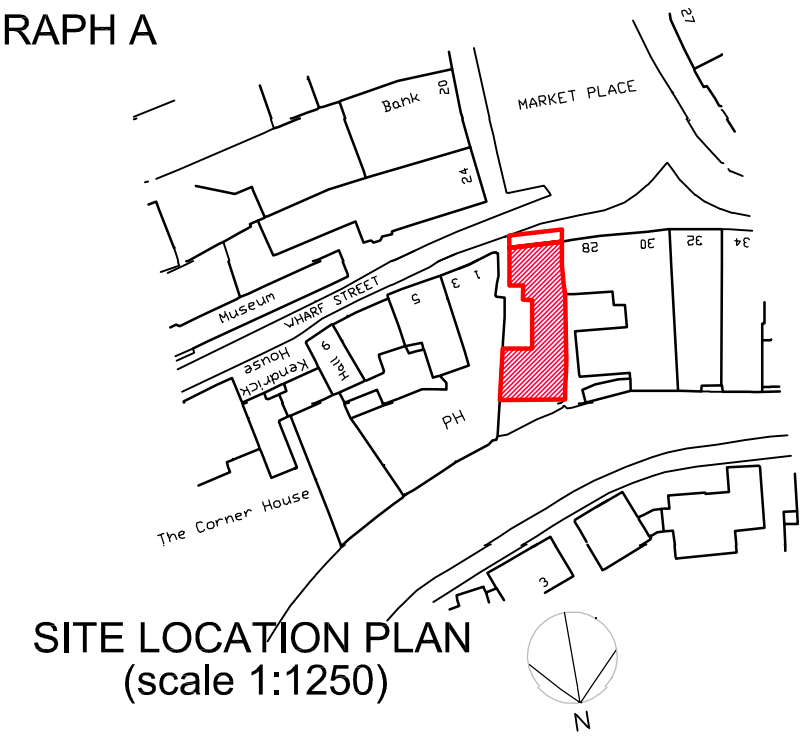 RAPH A
27
MARKET PLACE
20
Bank
24
Museum
WHARF STREET
1
3
5
28
30
32
34
9
Hall
Kendrick
House
PH
The Corner House
3
SITE LOCATION PLAN
(scale 1:1250)
N